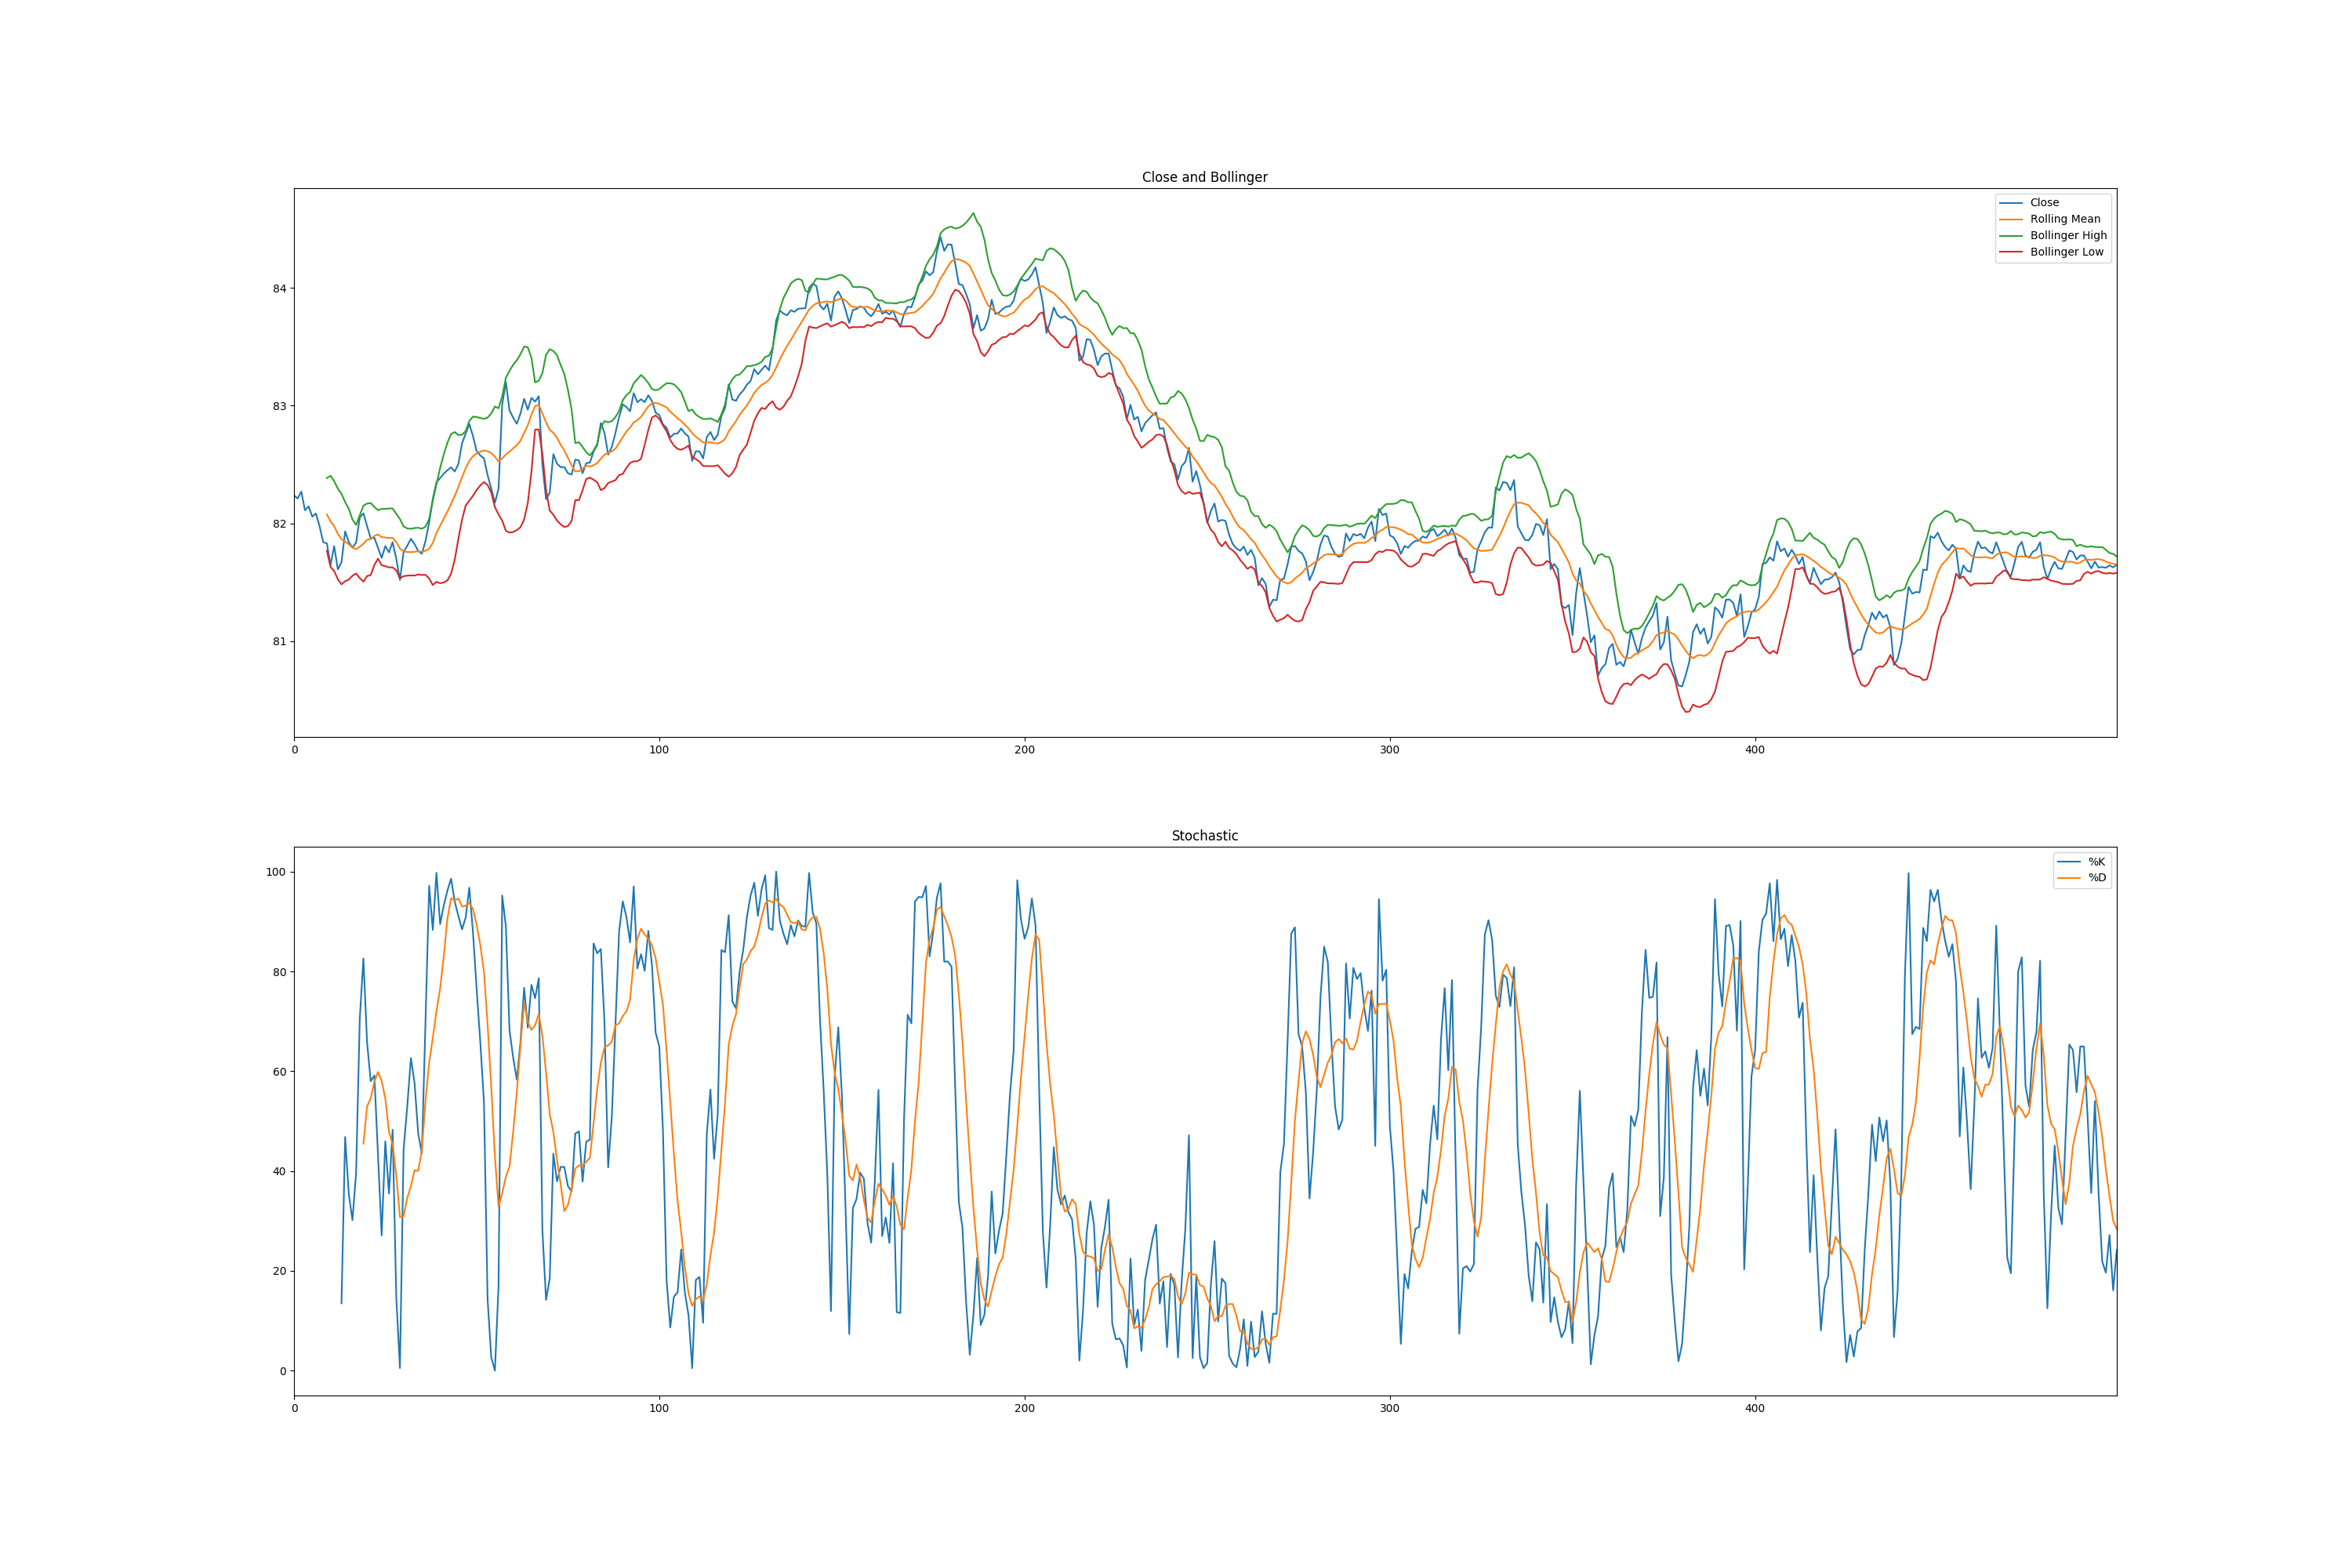 Close and Bollinger
Close
Rolling Mean
Bollinger High
Bollinger Low
84
83
82
81
0 100 200 300 400
Stochastic
%K
%D
100
80
60
40
20
0
0 100 200 300 400